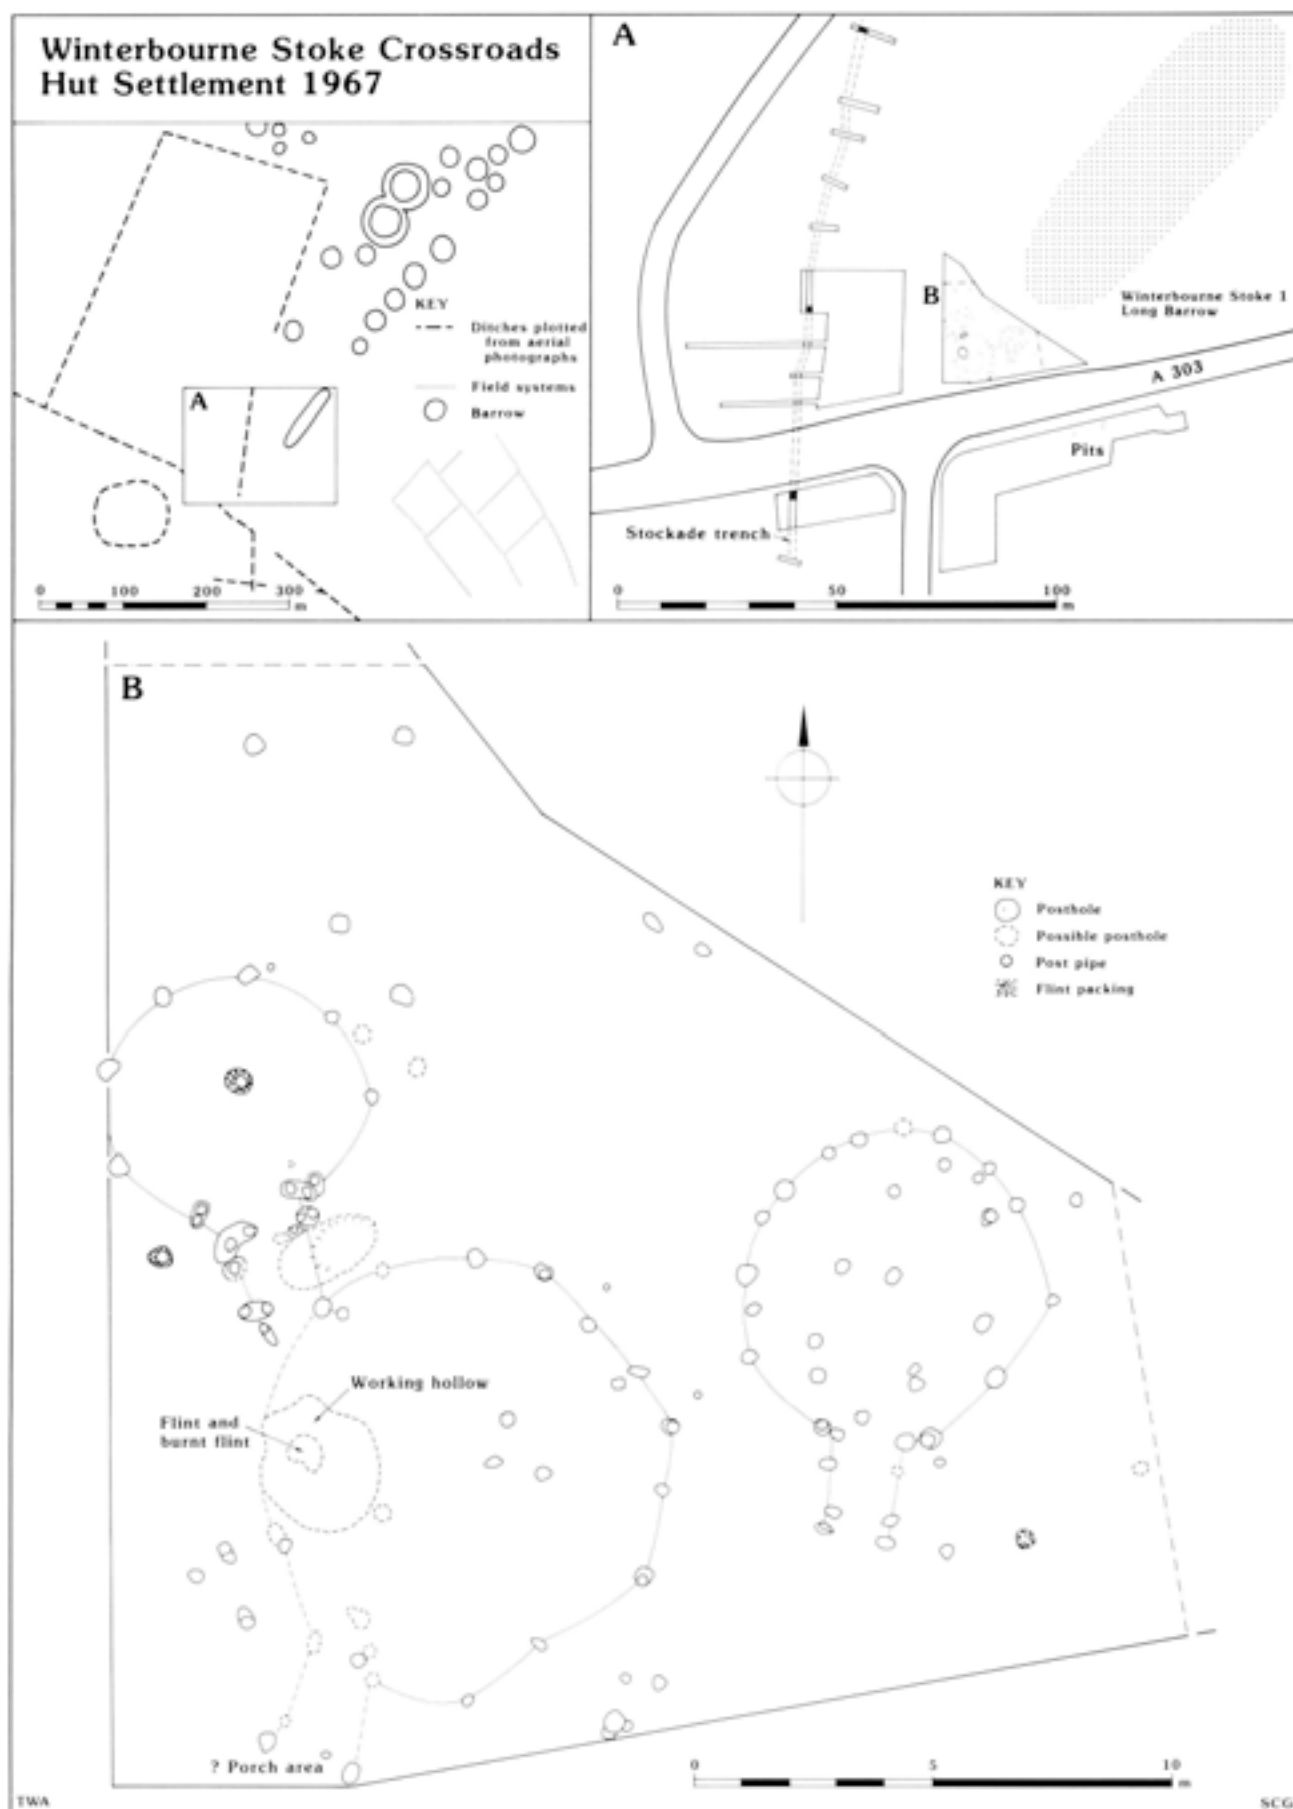 Winterbourne Stoke Crossroads
Hut Settlement 1967
KEY
Ditches plotted
from aerial
photographs
Field systems
Barrow
A
0 100 200 300
m
A
B
Winterbourne Stoke 1
Long Barrow
A 303
Pits
Stockade trench
0 50 100
m
B
KEY
Posthole
Possible posthole
Post pipe
Flint packing
Working hollow
Flint and
burnt flint
? Porch area
0 5 10
m
TWA
SCG